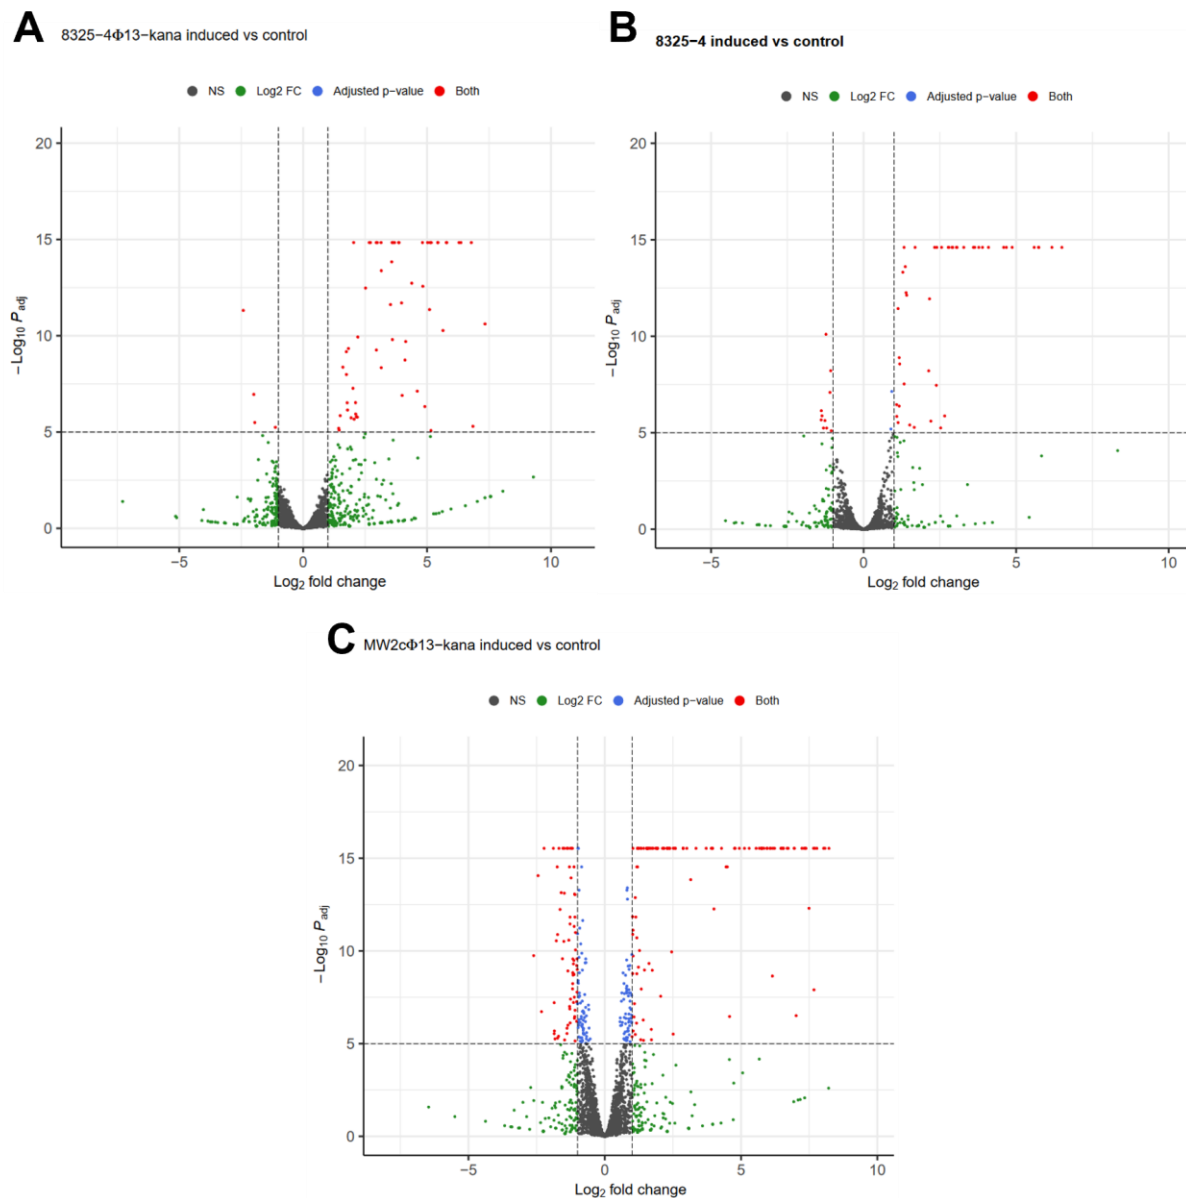 A 8325−4Φ13−kana induced vs control
NS Log2 FC Adjusted p−value Both
20
15
10
5
0
−Log10 Padj
−5 0 5
Log2 fold change
B 8325−4 induced vs control
NS Log2 FC Adjusted p−value Both
20
15
10
5
0
−Log10 Padj
−5 0 5 10
Log2 fold change
C MW2cΦ13−kana induced vs control
NS Log2 FC Adjusted p−value Both
20
15
10
5
0
−Log10 Padj
−5 0 5 10
Log2 fold change